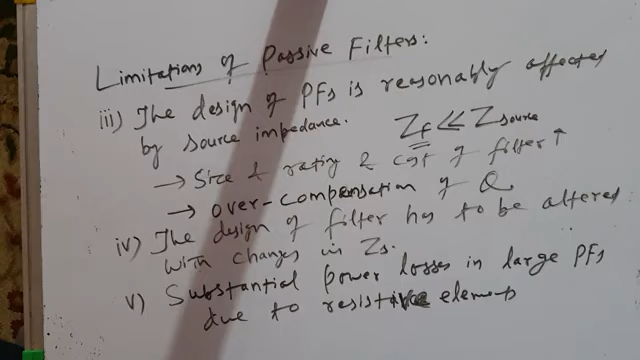 Limitations of Passive Filters:
iii) The design of PFs is reasonably affected
by source impedance. Zf << Zsource
→ Size & rating & cost of filter ↑
→ over-compensation of Q
iv) The design of filter has to be altered
with changes in Zs.
v) Substantial power losses in large PFs
due to resistive elements